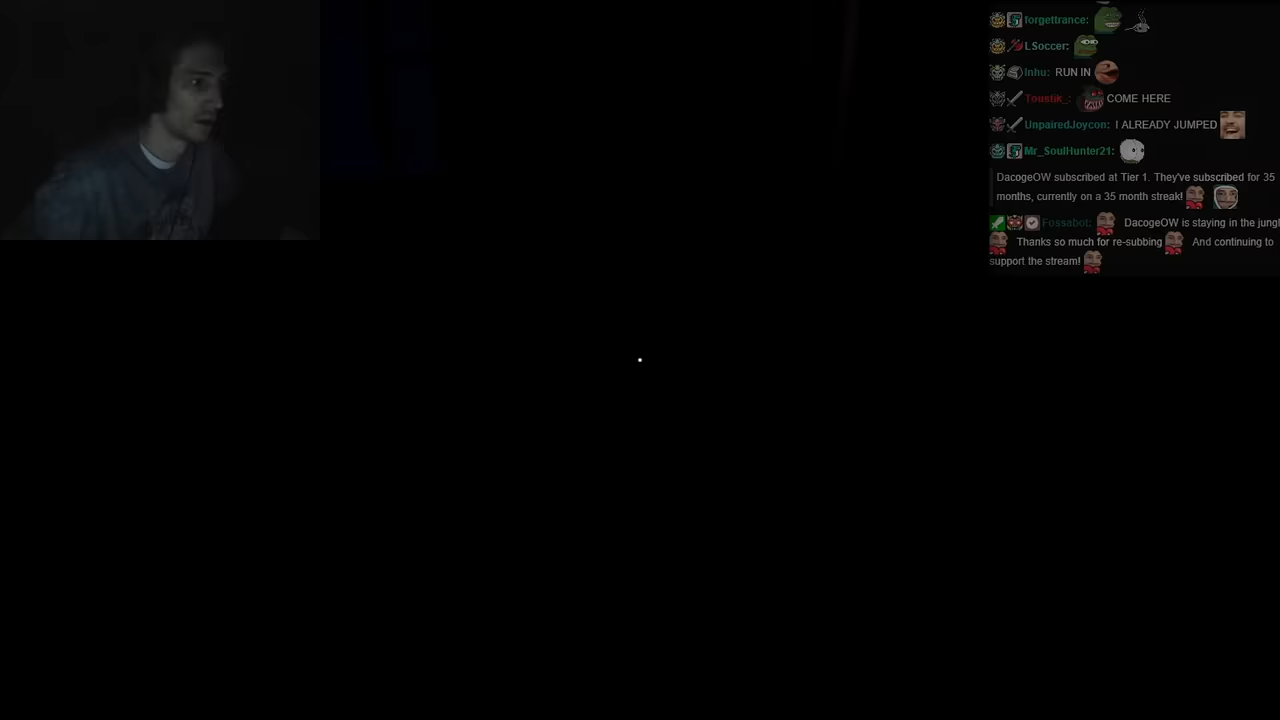 forgettrance:
LSoccer:
Inhu: RUN IN
Toustik_: COME HERE
UnpairedJoycon: I ALREADY JUMPED
Mr_SoulHunter21:
DacogeOW subscribed at Tier 1. They've subscribed for 35
months, currently on a 35 month streak!
Fossabot: DacogeOW is staying in the jungl
Thanks so much for re-subbing And continuing to
support the stream!